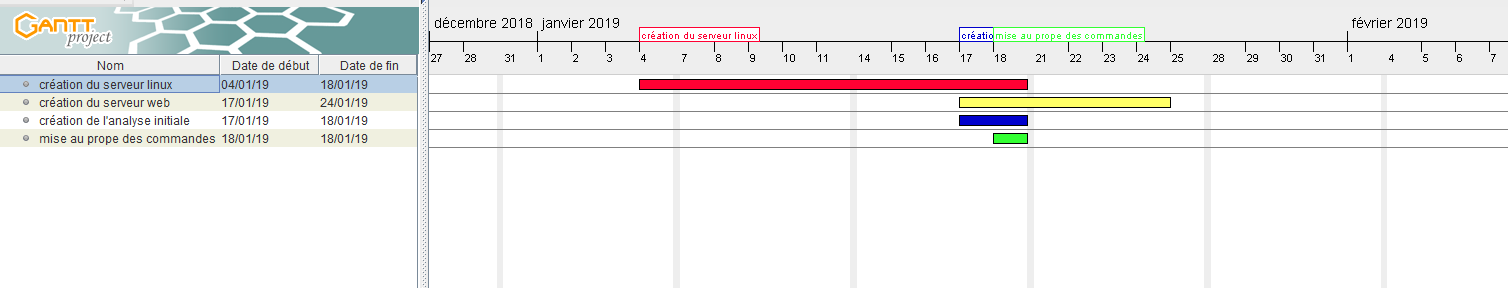 GANTT
project
décembre 2018 janvier 2019 février 2019
création du serveur linux créatio mise au prope des commandes
27 28 31 1 2 3 4 7 8 9 10 11 14 15 16 17 18 21 22 23 24 25 28 29 30 31 1 4 5 6 7
Nom Date de début Date de fin
création du serveur linux 04/01/19 18/01/19
création du serveur web 17/01/19 24/01/19
création de l'analyse initiale 17/01/19 18/01/19
mise au prope des commandes 18/01/19 18/01/19